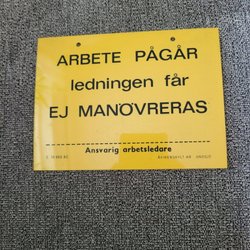 ARBETE PÅGÅR
ledningen får
EJ MANÖVRERAS
Ansvarig arbetsledare